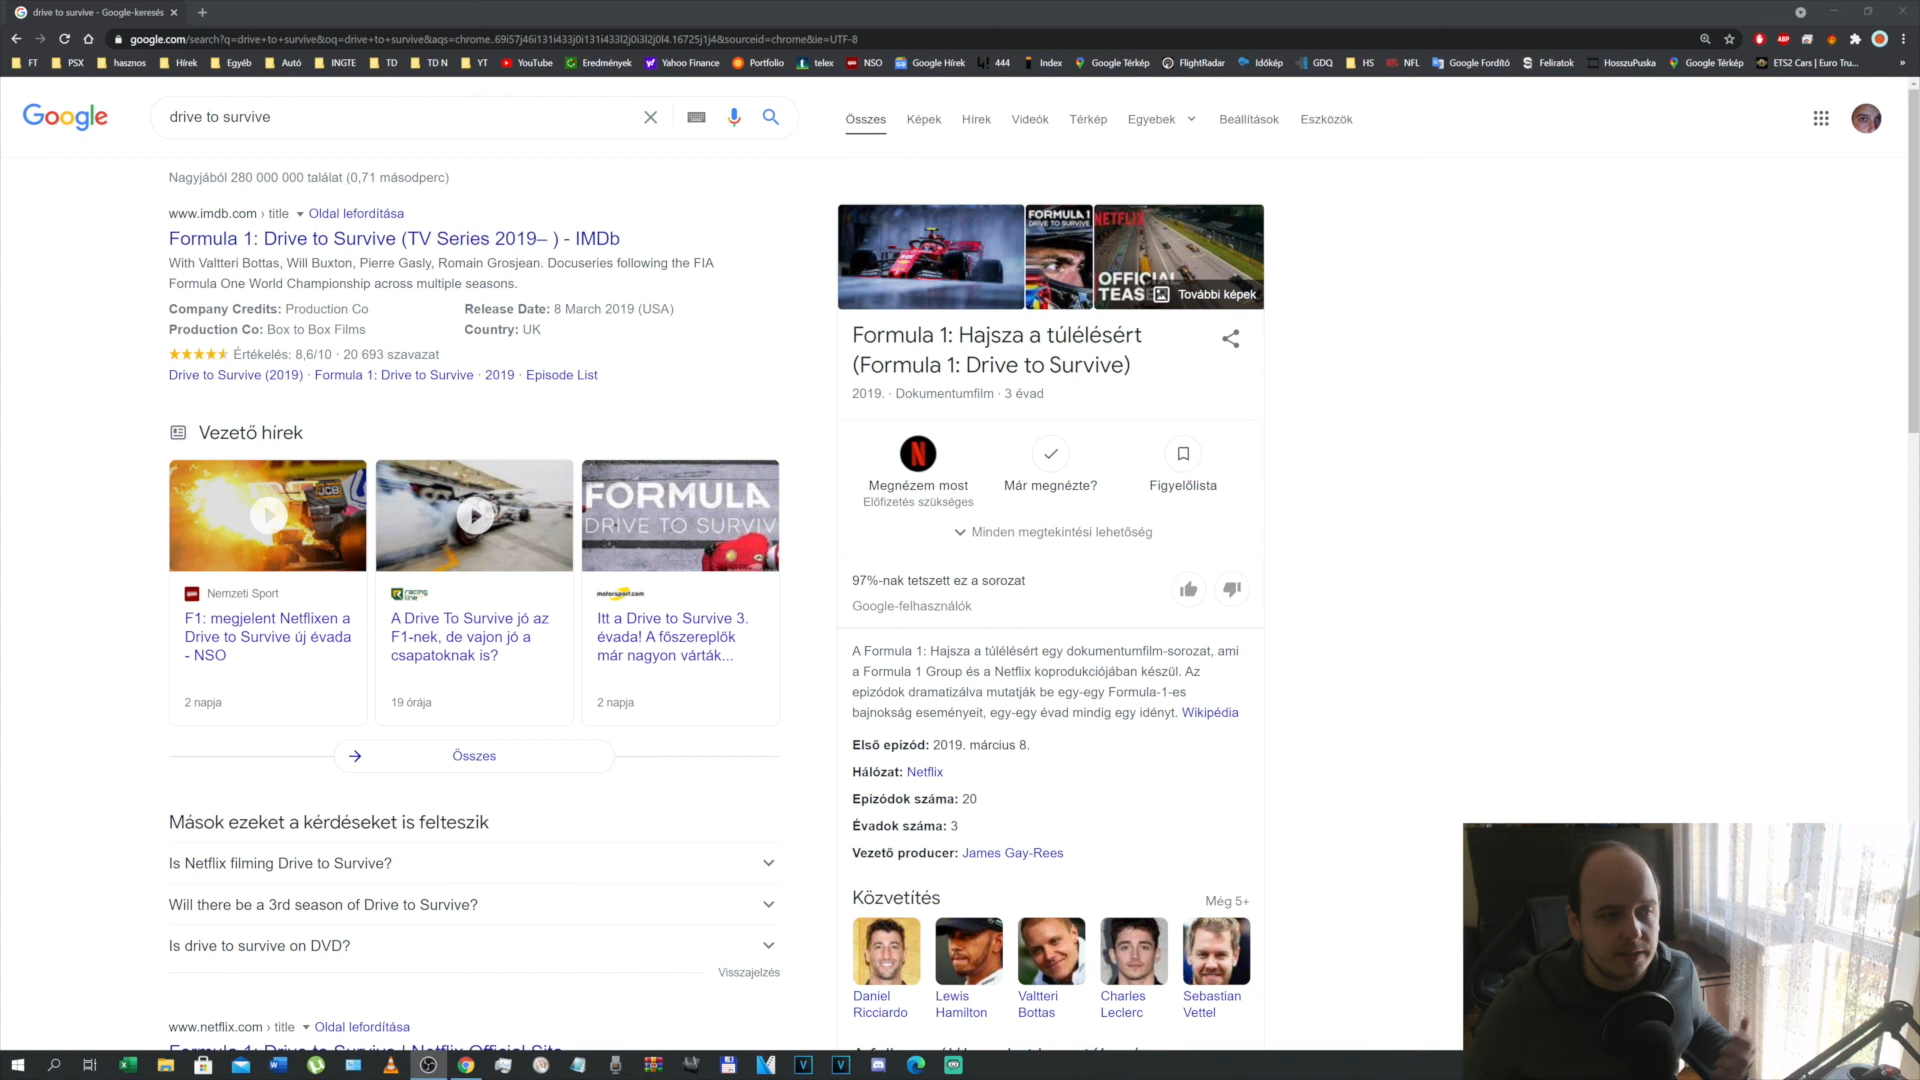 drive to survive - Google-keresés
google.com/search?q=drive+to+survive&oq=drive+to+survive&aqs=chrome..69i57j46i131i433j0i131i433l2j0i3l2j0l4.16725j1j4&sourceid=chrome&ie=UTF-8
FT PSX hasznos Hírek Egyéb Autó INGTE TD TD N YT YouTube Eredmények Yahoo Finance Portfolio telex NSO Google Hírek 444 Index Google Térkép FlightRadar Időkép GDQ HS NFL Google Fordító Feliratok HosszuPuska Google Térkép ETS2 Cars | Euro Tru...
Google
drive to survive
Összes Képek Hírek Videók Térkép Egyebek Beállítások Eszközök
Nagyjából 280 000 000 találat (0,71 másodperc)
www.imdb.com › title Oldal lefordítása
Formula 1: Drive to Survive (TV Series 2019– ) - IMDb
With Valtteri Bottas, Will Buxton, Pierre Gasly, Romain Grosjean. Docuseries following the FIA
Formula One World Championship across multiple seasons.
Company Credits: Production Co Release Date: 8 March 2019 (USA)
Production Co: Box to Box Films Country: UK
Értékelés: 8,6/10 · 20 693 szavazat
Drive to Survive (2019) · Formula 1: Drive to Survive · 2019 · Episode List
Vezető hírek
JCB
FORMULA
DRIVE TO SURVIV
Nemzeti Sport
F1: megjelent Netflixen a
Drive to Survive új évada
- NSO
2 napja
racing
line
A Drive To Survive jó az
F1-nek, de vajon jó a
csapatoknak is?
19 órája
motorsport.com
Itt a Drive to Survive 3.
évada! A főszereplők
már nagyon várták...
2 napja
Összes
Mások ezeket a kérdéseket is felteszik
Is Netflix filming Drive to Survive?
Will there be a 3rd season of Drive to Survive?
Is drive to survive on DVD?
Visszajelzés
www.netflix.com › title Oldal lefordítása
Formula 1: Drive to Survive | Netflix Official Site
FORMULA 1
DRIVE TO SURVIVE
NETFLIX
OFFICIAL
TEASE
További képek
Formula 1: Hajsza a túlélésért
(Formula 1: Drive to Survive)
2019. · Dokumentumfilm · 3 évad
Megnézem most
Előfizetés szükséges
Már megnézte?
Figyelőlista
Minden megtekintési lehetőség
97%-nak tetszett ez a sorozat
Google-felhasználók
A Formula 1: Hajsza a túlélésért egy dokumentumfilm-sorozat, ami
a Formula 1 Group és a Netflix koprodukciójában készül. Az
epizódok dramatizálva mutatják be egy-egy Formula-1-es
bajnokság eseményeit, egy-egy évad mindig egy idényt. Wikipédia
Első epizód: 2019. március 8.
Hálózat: Netflix
Epizódok száma: 20
Évadok száma: 3
Vezető producer: James Gay-Rees
Közvetítés
Még 5+
Daniel
Ricciardo
Lewis
Hamilton
Valtteri
Bottas
Charles
Leclerc
Sebastian
Vettel